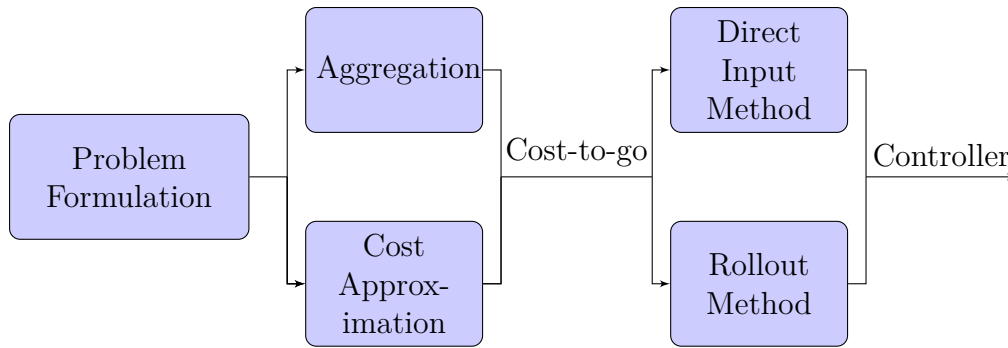 Problem
Formulation
Aggregation
Cost
Approx-
imation
Cost-to-go
Direct
Input
Method
Rollout
Method
Controller